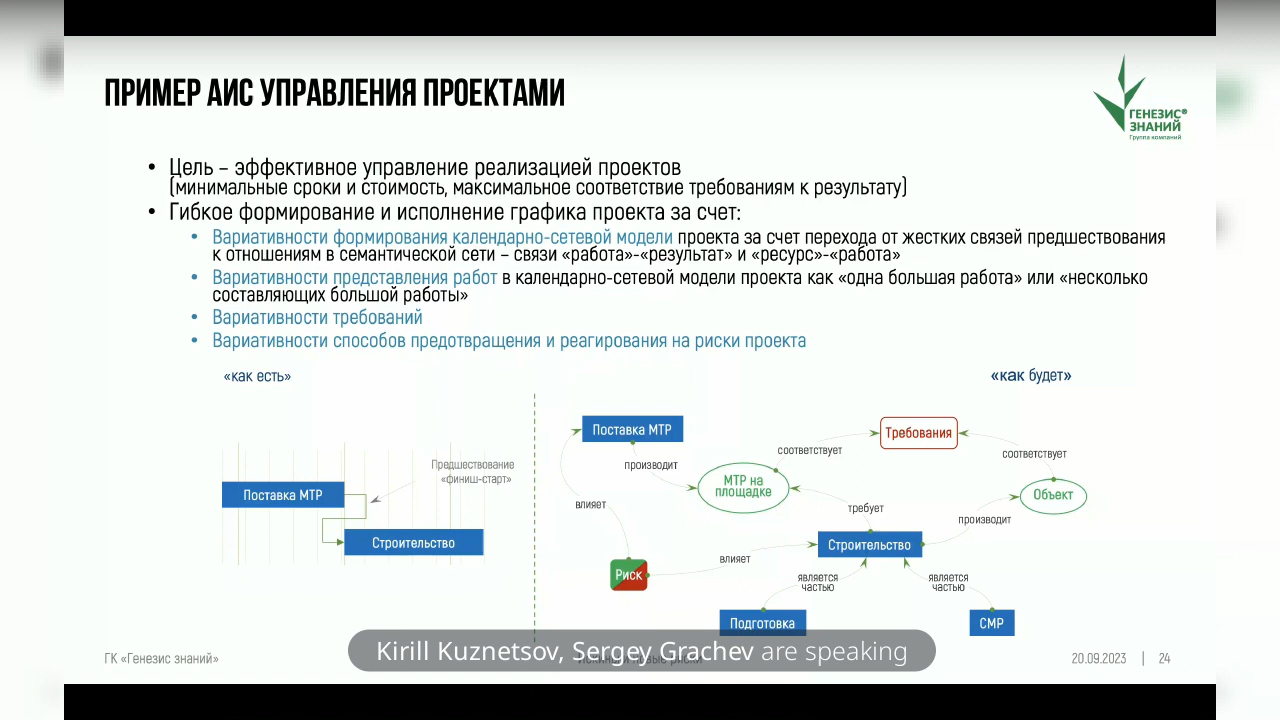 ПРИМЕР АИС УПРАВЛЕНИЯ ПРОЕКТАМИ
ГЕНЕЗИС®
ЗНАНИЙ
Группа компаний
• Цель – эффективное управление реализацией проектов
(минимальные сроки и стоимость, максимальное соответствие требованиям к результату)
• Гибкое формирование и исполнение графика проекта за счет:
• Вариативности формирования календарно-сетевой модели проекта за счет перехода от жестких связей предшествования
к отношениям в семантической сети – связи «работа»-«результат» и «ресурс»-«работа»
• Вариативности представления работ в календарно-сетевой модели проекта как «одна большая работа» или «несколько
составляющих большой работы»
• Вариативности требований
• Вариативности способов предотвращения и реагирования на риски проекта
«как есть»
«как будет»
Предшествование
«финиш-старт»
Поставка МТР
Строительство
Поставка МТР
Требования
соответствует
соответствует
производит
МТР на
площадке
Объект
влияет
требует
производит
Строительство
влияет
Риск
является
частью
является
частью
Подготовка
СМР
Kirill Kuznetsov, Sergey Grachev are speaking
ГК «Генезис знаний»
20.09.2023 | 24